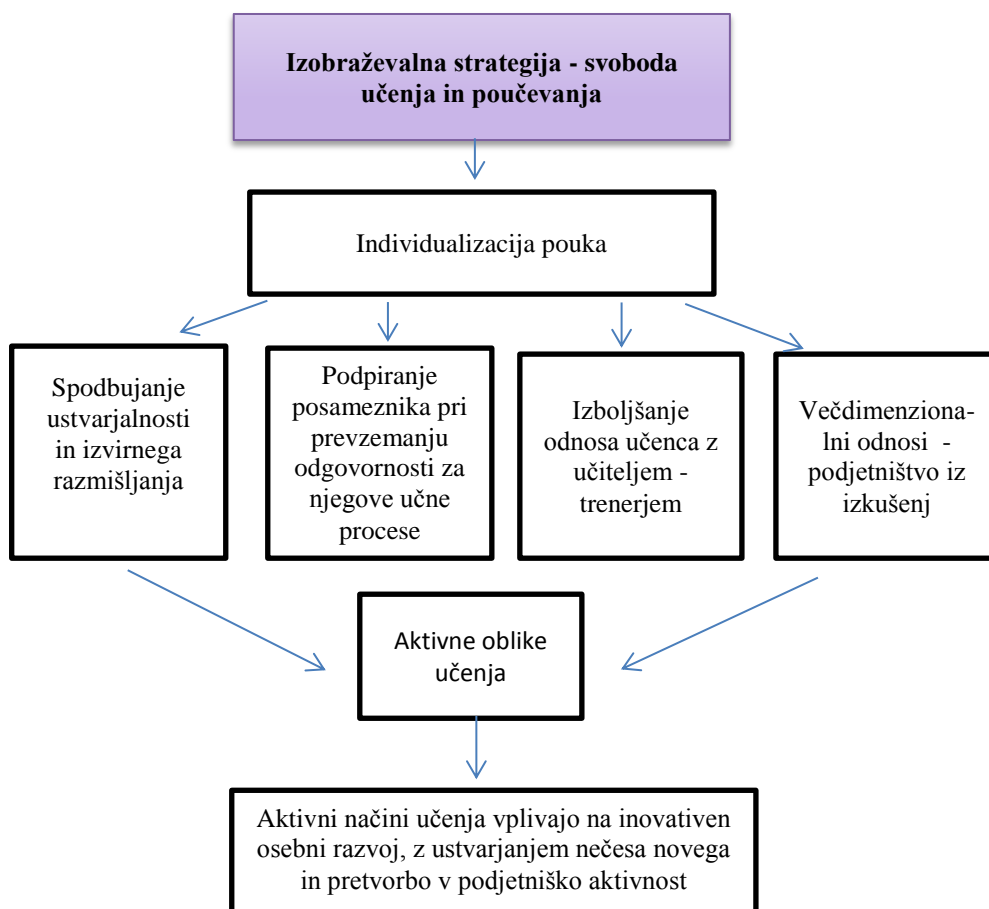 Izobraževalna strategija - svoboda
učenja in poučevanja
Individualizacija pouka
Spodbujanje
ustvarjalnosti
in izvirnega
razmišljanja
Podpiranje
posameznika pri
prevzemanju
odgovornosti za
njegove učne
procese
Izboljšanje
odnosa učenca z
učiteljem -
trenerjem
Večdimenziona-
lni odnosi -
podjetništvo iz
izkušenj
Aktivne oblike
učenja
Aktivni načini učenja vplivajo na inovativen
osebni razvoj, z ustvarjanjem nečesa novega
in pretvorbo v podjetniško aktivnost